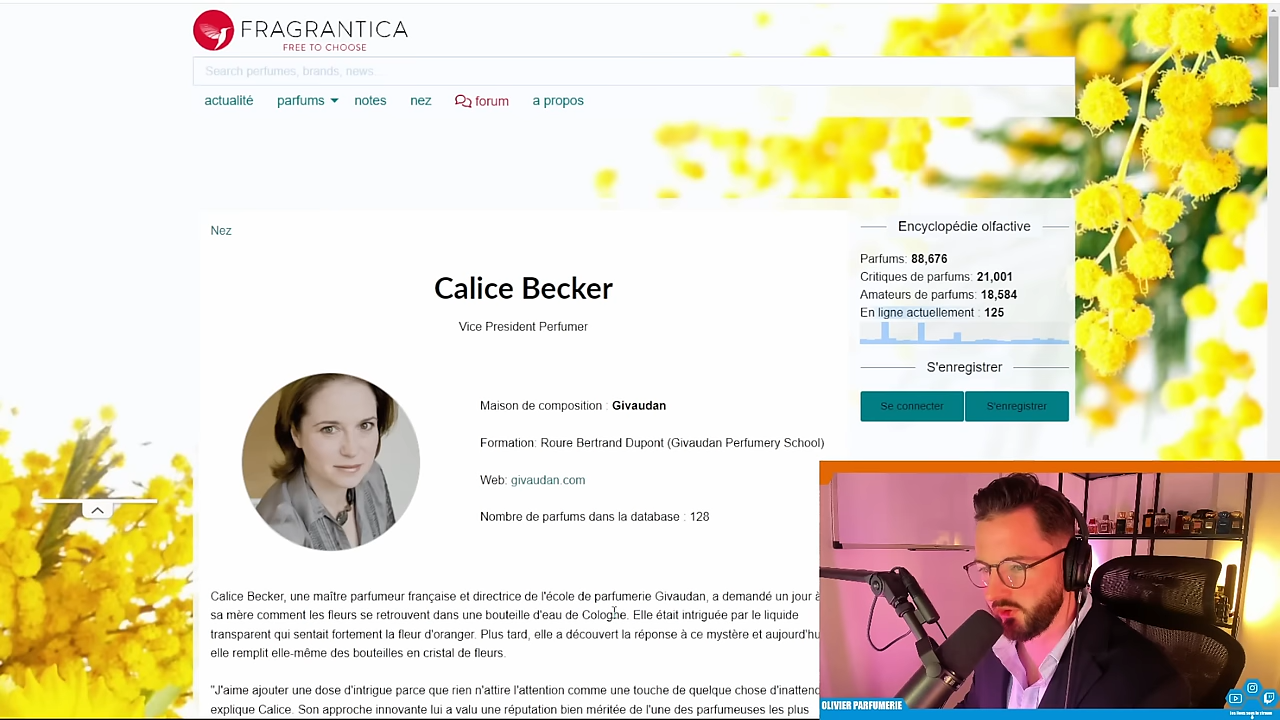 FRAGRANTICA
FREE TO CHOOSE
Search perfumes, brands, news...
actualité parfums notes nez forum a propos
Nez
Calice Becker
Vice President Perfumer
Maison de composition : Givaudan
Formation: Roure Bertrand Dupont (Givaudan Perfumery School)
Web: givaudan.com
Nombre de parfums dans la database : 128
Calice Becker, une maître parfumeur française et directrice de l'école de parfumerie Givaudan, a demandé un jour à
sa mère comment les fleurs se retrouvent dans une bouteille d'eau de Cologne. Elle était intriguée par le liquide
transparent qui sentait fortement la fleur d'oranger. Plus tard, elle a découvert la réponse à ce mystère et aujourd'hu
elle remplit elle-même des bouteilles en cristal de fleurs.
"J'aime ajouter une dose d'intrigue parce que rien n'attire l'attention comme une touche de quelque chose d'inattend
explique Calice. Son approche innovante lui a valu une réputation bien méritée de l'une des parfumeuses les plus
Encyclopédie olfactive
Parfums: 88,676
Critiques de parfums: 21,001
Amateurs de parfums: 18,584
En ligne actuellement : 125
S'enregistrer
Se connecter S'enregistrer
OLIVIER PARFUMERIE